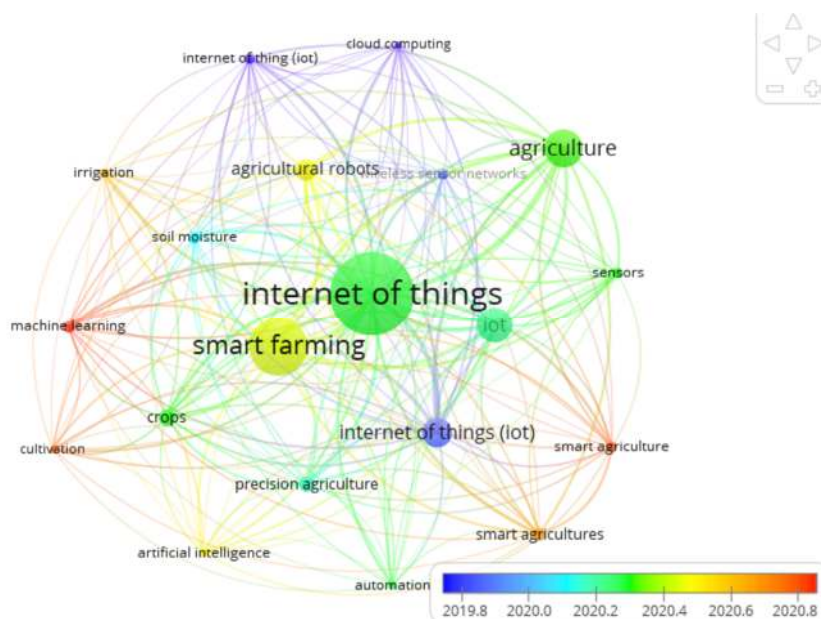 cloud computing
internet of thing (iot)
agriculture
agricultural robots
wireless sensor networks
irrigation
soil moisture
sensors
internet of things
machine learning
iot
smart farming
crops
internet of things (iot)
cultivation
smart agriculture
precision agriculture
smart agricultures
artificial intelligence
automation
2019.8 2020.0 2020.2 2020.4 2020.6 2020.8